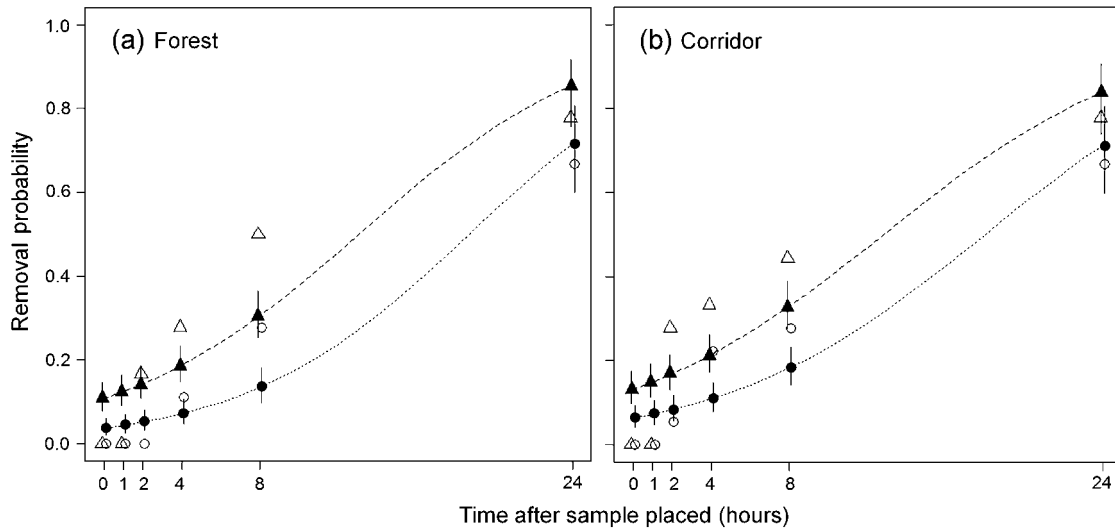 (a) Forest
(b) Corridor
Removal probability
1.0
0.8
0.6
0.4
0.2
0.0
0 1 2 4 8 24
0 1 2 4 8 24
Time after sample placed (hours)